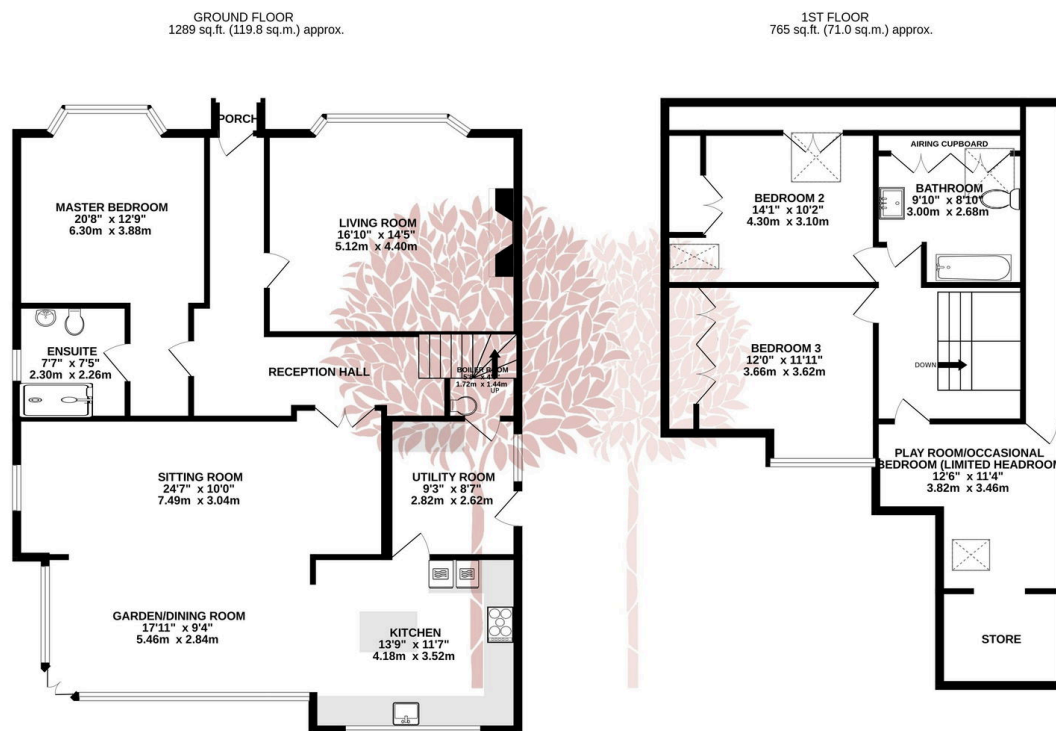 GROUND FLOOR
1289 sq.ft. (119.8 sq.m.) approx.
1ST FLOOR
765 sq.ft. (71.0 sq.m.) approx.
PORCH
MASTER BEDROOM
20'8" x 12'9"
6.30m x 3.88m
LIVING ROOM
16'10" x 14'5"
5.12m x 4.40m
ENSUITE
7'7" x 7'5"
2.30m x 2.26m
RECEPTION HALL
BOILER ROOM
1.72m x 1.44m
UP
SITTING ROOM
24'7" x 10'0"
7.49m x 3.04m
UTILITY ROOM
9'3" x 8'7"
2.82m x 2.62m
GARDEN/DINING ROOM
17'11" x 9'4"
5.46m x 2.84m
KITCHEN
13'9" x 11'7"
4.18m x 3.52m
AIRING CUPBOARD
BEDROOM 2
14'1" x 10'2"
4.30m x 3.10m
BATHROOM
9'10" x 8'10"
3.00m x 2.68m
BEDROOM 3
12'0" x 11'11"
3.66m x 3.62m
DOWN
PLAY ROOM/OCCASIONAL
BEDROOM (LIMITED HEADROOM)
12'6" x 11'4"
3.82m x 3.46m
STORE